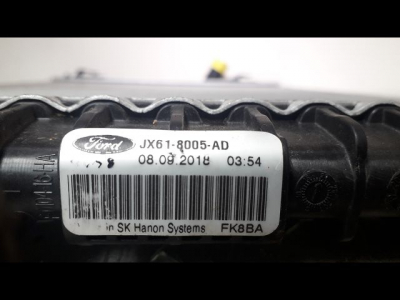 Ford
JX61-8005-AD
08.09.2018 03:54
in SK Hanon Systems FK8BA